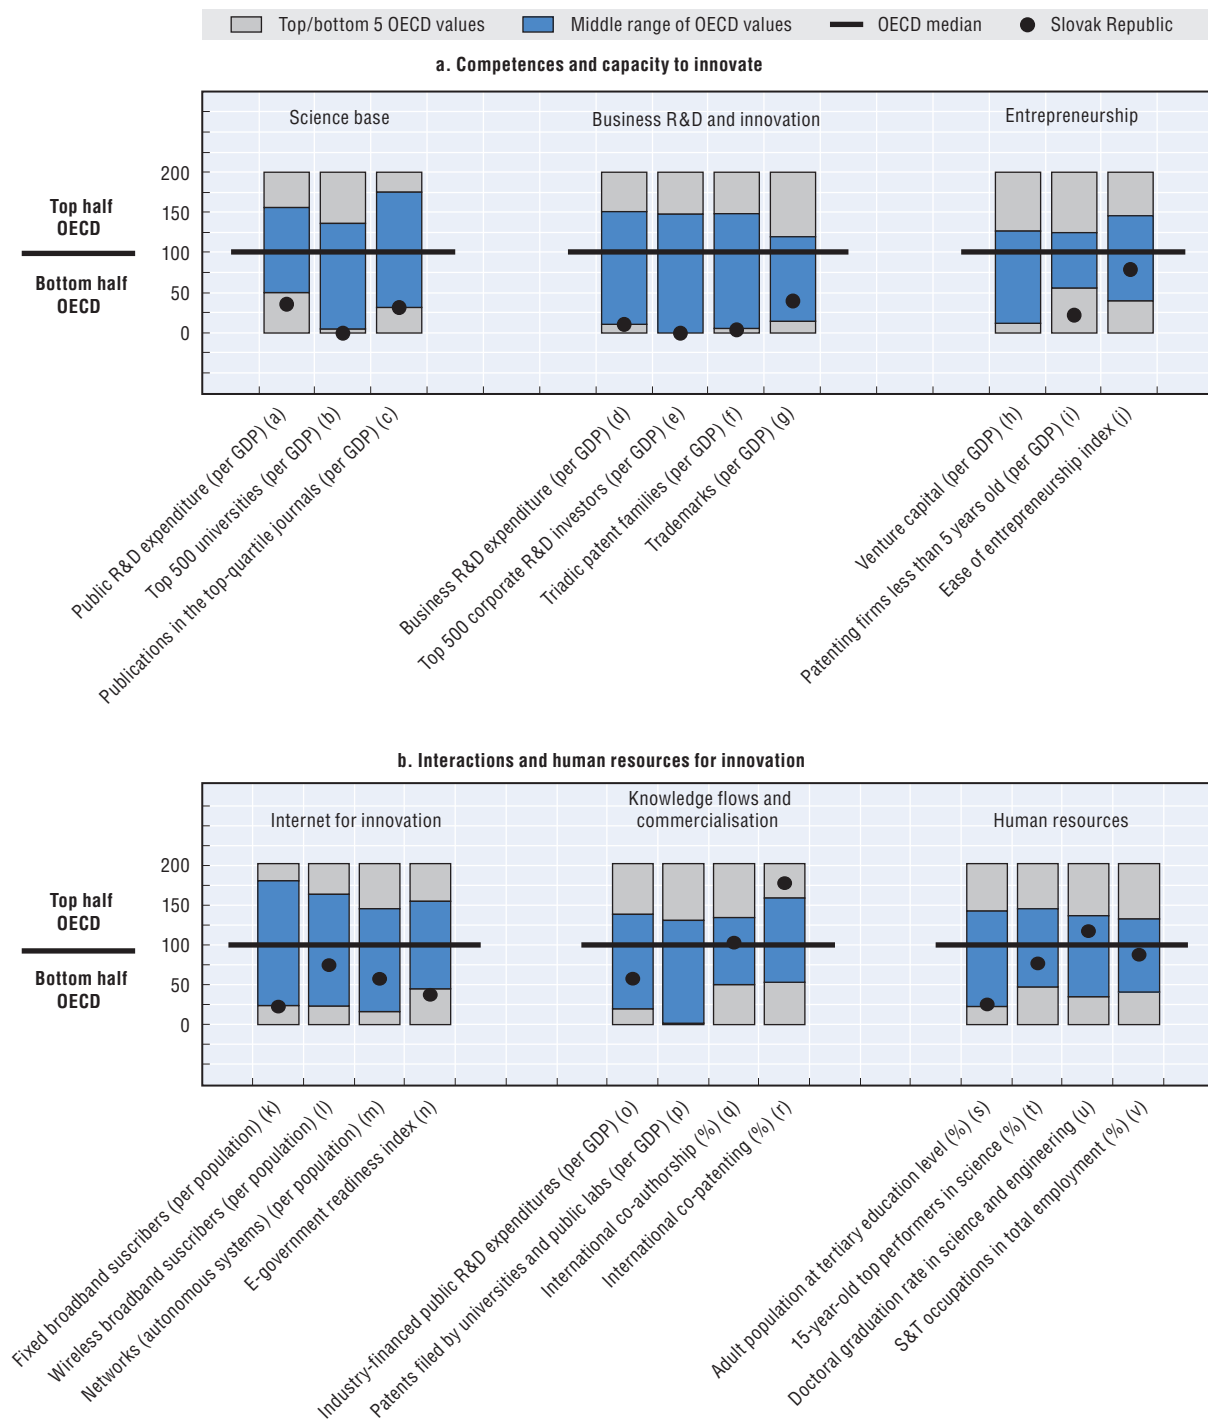 Top/bottom 5 OECD values
Middle range of OECD values
OECD median
Slovak Republic
a. Competences and capacity to innovate
Science base
Business R&D and innovation
Entrepreneurship
200
150
100
50
0
Top half
OECD
Bottom half
OECD
Public R&D expenditure (per GDP) (a)
Top 500 universities (per GDP) (b)
Publications in the top-quartile journals (per GDP) (c)
Business R&D expenditure (per GDP) (d)
Top 500 corporate R&D investors (per GDP) (e)
Triadic patent families (per GDP) (f)
Trademarks (per GDP) (g)
Venture capital (per GDP) (h)
Patenting firms less than 5 years old (per GDP) (i)
Ease of entrepreneurship index (j)
b. Interactions and human resources for innovation
Internet for innovation
Knowledge flows and
commercialisation
Human resources
200
150
100
50
0
Top half
OECD
Bottom half
OECD
Fixed broadband suscribers (per population) (k)
Wireless broadband suscribers (per population) (l)
Networks (autonomous systems) (per population) (m)
E-government readiness index (n)
Industry-financed public R&D expenditures (per GDP) (o)
Patents filed by universities and public labs (per GDP) (p)
International co-authorship (%) (q)
International co-patenting (%) (r)
Adult population at tertiary education level (%) (s)
15-year-old top performers in science (%) (t)
Doctoral graduation rate in science and engineering (u)
S&T occupations in total employment (%) (v)